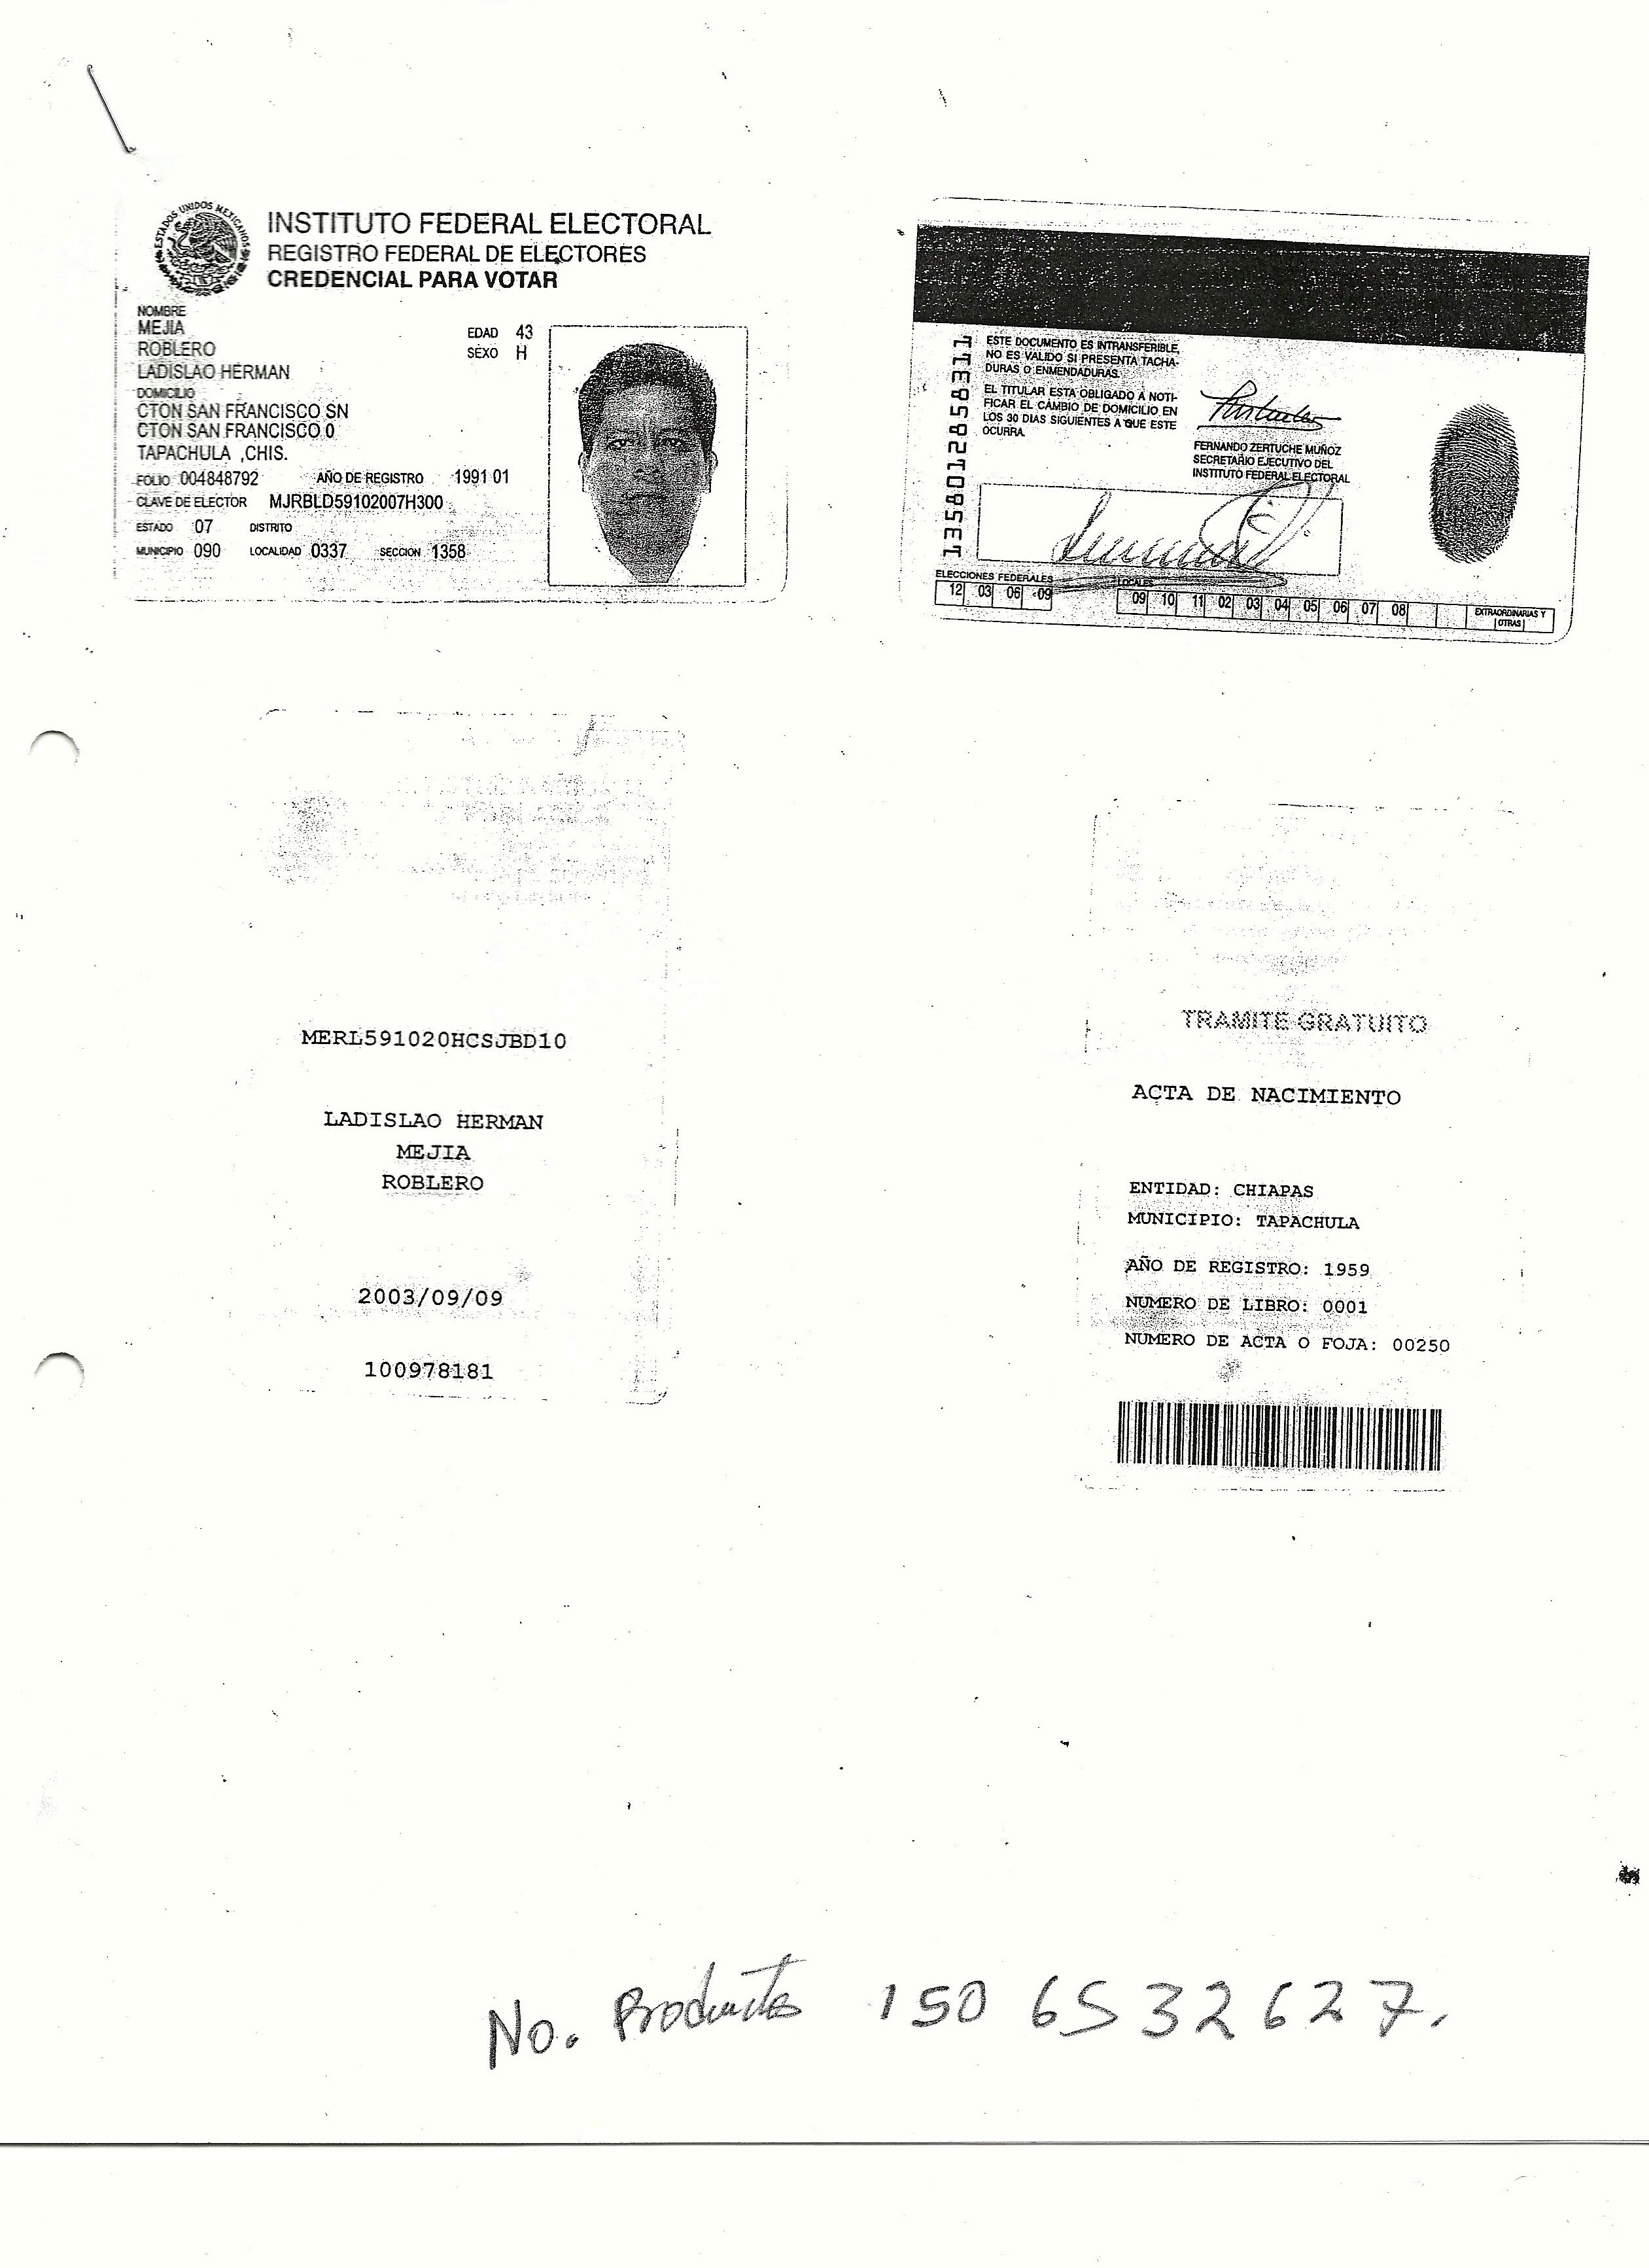 ESTADOS UNIDOS MEXICANOS
INSTITUTO FEDERAL ELECTORAL
REGISTRO FEDERAL DE ELECTORES
CREDENCIAL PARA VOTAR
NOMBRE
MEJIA
ROBLERO
LADISLAO HERMAN
EDAD 43
SEXO H
DOMICILIO
CTON SAN FRANCISCO SN
CTON SAN FRANCISCO 0
TAPACHULA ,CHIS.
FOLIO 004848792 AÑO DE REGISTRO 1991 01
CLAVE DE ELECTOR MJRBLD59102007H300
ESTADO 07 DISTRITO
MUNICIPIO 090 LOCALIDAD 0337 SECCION 1358
1358012858311
ESTE DOCUMENTO ES INTRANSFERIBLE,
NO ES VALIDO SI PRESENTA TACHA-
DURAS O ENMENDADURAS.
EL TITULAR ESTA OBLIGADO A NOTI-
FICAR EL CAMBIO DE DOMICILIO EN
LOS 30 DIAS SIGUIENTES A QUE ESTE
OCURRA.
FERNANDO ZERTUCHE MUÑOZ
SECRETARIO EJECUTIVO DEL
INSTITUTO FEDERAL ELECTORAL
ELECCIONES FEDERALES LOCALES
12 03 06 09 09 10 11 02 03 04 05 06 07 08 EXTRAORDINARIAS Y
OTRAS
MERL591020HCSJBD10
LADISLAO HERMAN
MEJIA
ROBLERO
2003/09/09
100978181
TRAMITE GRATUITO
ACTA DE NACIMIENTO
ENTIDAD: CHIAPAS
MUNICIPIO: TAPACHULA
AÑO DE REGISTRO: 1959
NUMERO DE LIBRO: 0001
NUMERO DE ACTA O FOJA: 00250
No. Producto 150 6532627.